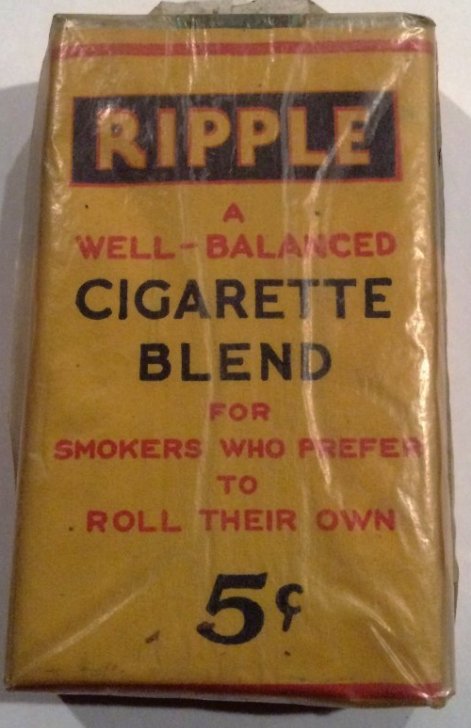 RIPPLE
A
WELL-BALANCED
CIGARETTE
BLEND
FOR
SMOKERS WHO PREFER
TO
ROLL THEIR OWN
5¢